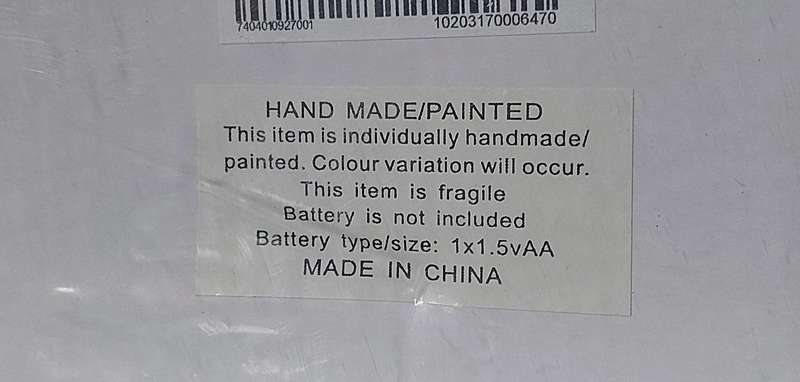 7404010927001 10203170006470
HAND MADE/PAINTED
This item is individually handmade/
painted. Colour variation will occur.
This item is fragile
Battery is not included
Battery type/size: 1x1.5vAA
MADE IN CHINA